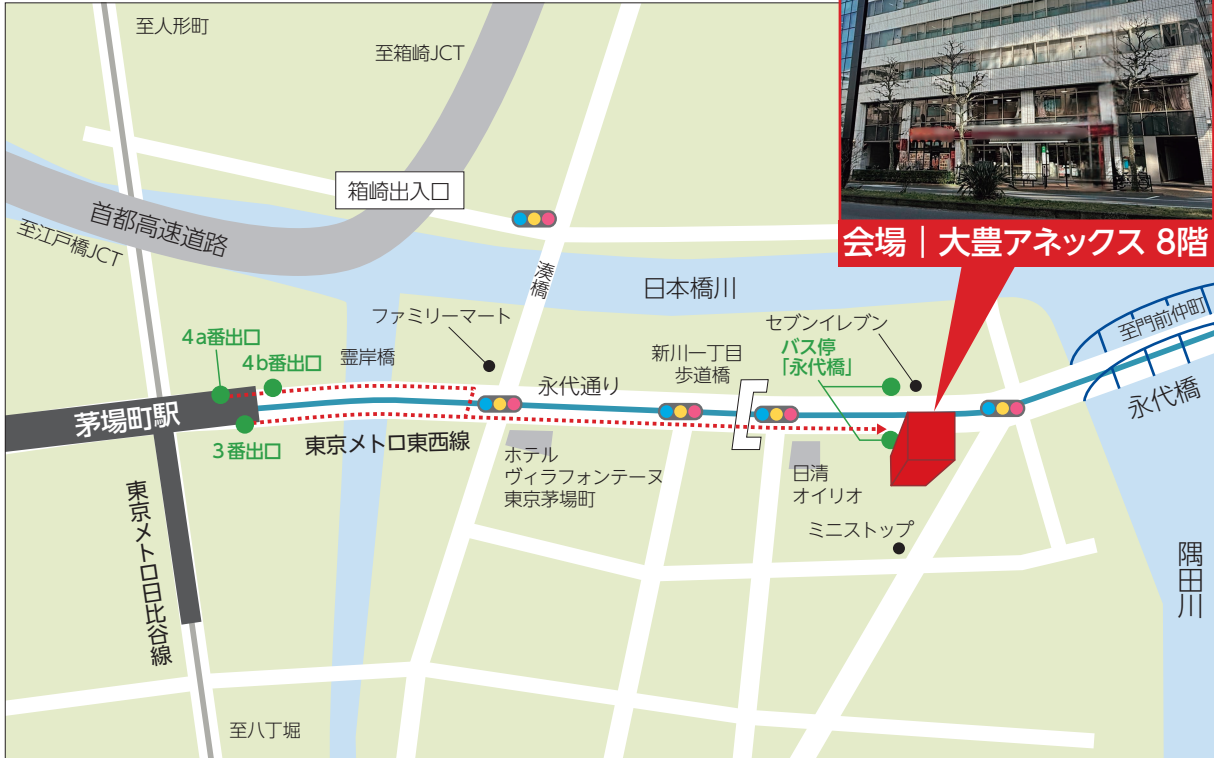 至人形町
至箱崎JCT
箱崎出入口
首都高速道路
至江戸橋JCT
会場｜大豊アネックス 8階
湊橋
日本橋川
至門前仲町
ファミリーマート
セブンイレブン
4a番出口
4b番出口
霊岸橋
新川一丁目
歩道橋
バス停
「永代橋」
永代通り
永代橋
茅場町駅
3番出口
東京メトロ東西線
ホテル
ヴィラフォンテーヌ
東京茅場町
日清
オイリオ
ミニストップ
東京メトロ日比谷線
隅田川
至八丁堀